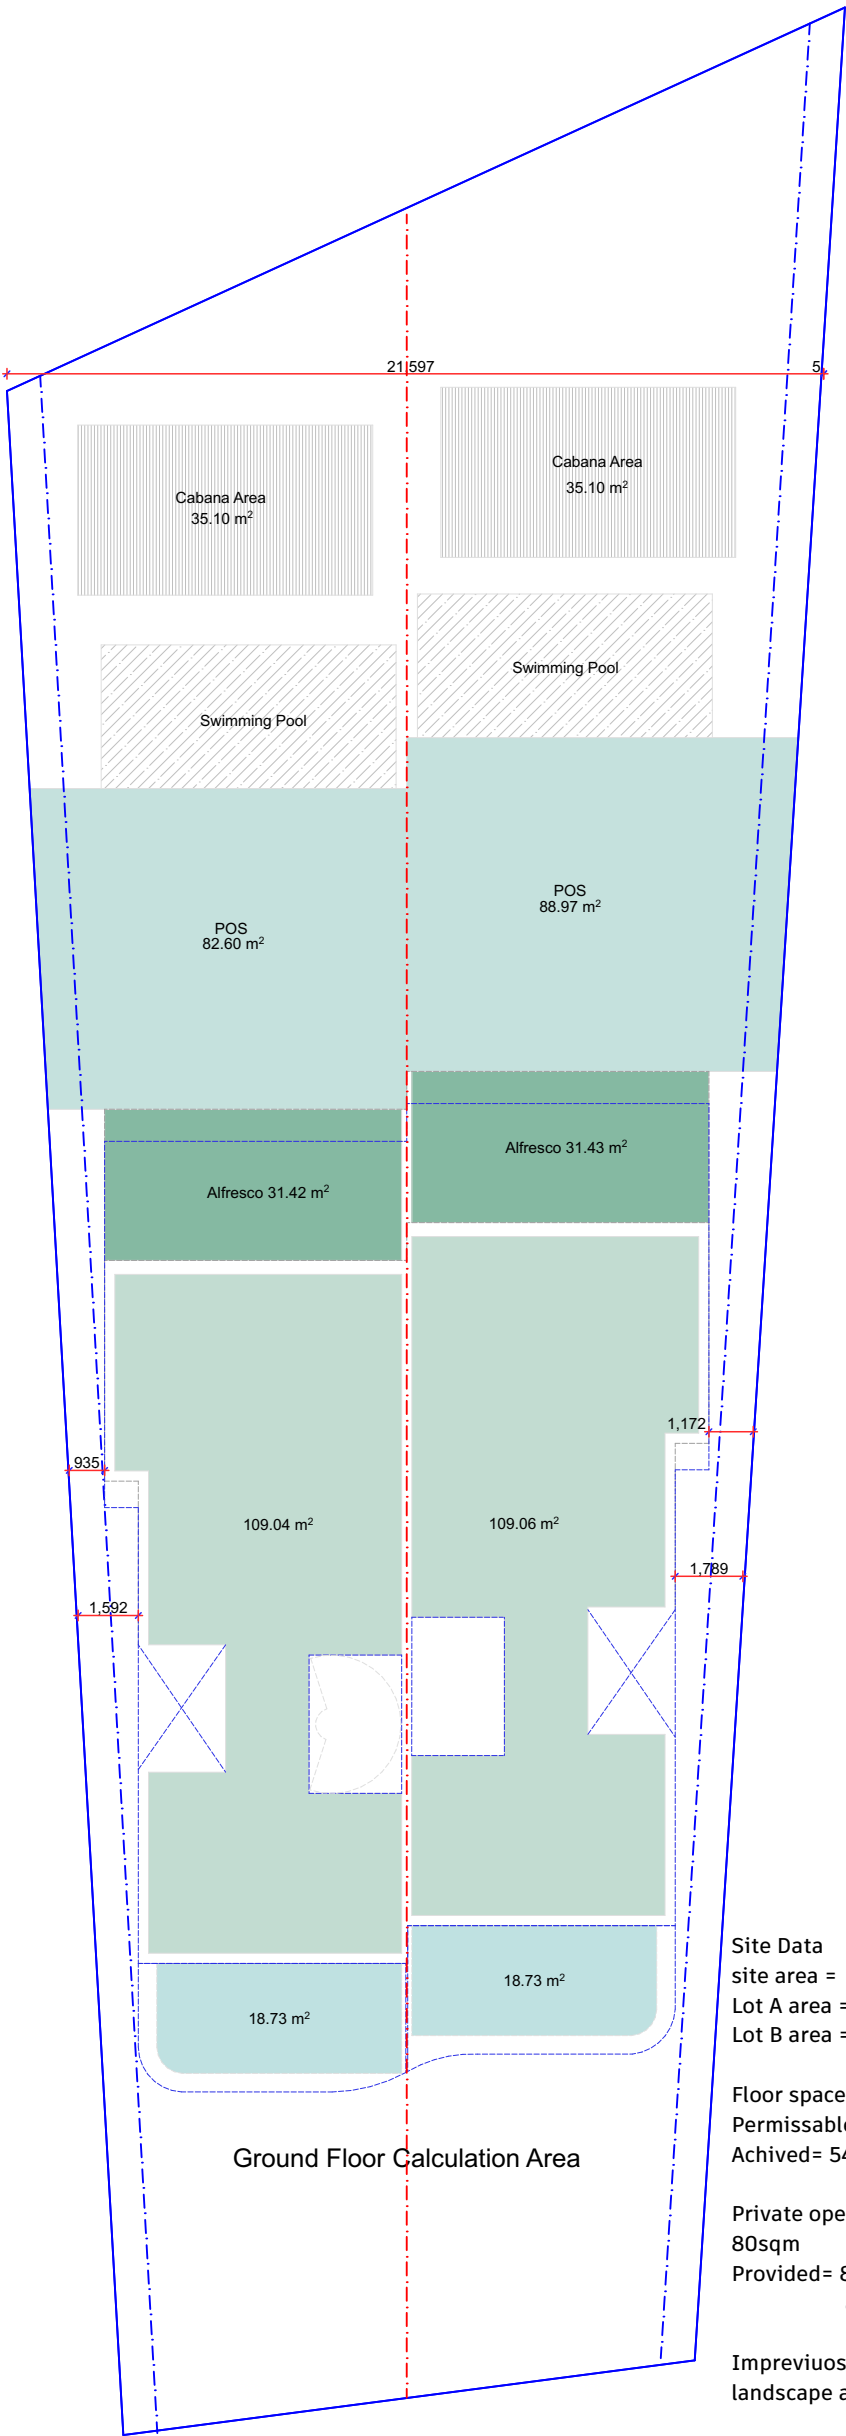 21,597
5
Cabana Area
35.10 m²
Cabana Area
35.10 m²
Swimming Pool
Swimming Pool
POS
88.97 m²
POS
82.60 m²
Alfresco 31.43 m²
Alfresco 31.42 m²
1,172
935
109.04 m²
109.06 m²
1,789
1,592
Site Data
site area =
Lot A area =
Lot B area =
18.73 m²
18.73 m²
Floor space
Permissable
Achived= 54
Ground Floor Calculation Area
Private ope
80sqm
Provided= 8
Impreviuos
landscape a